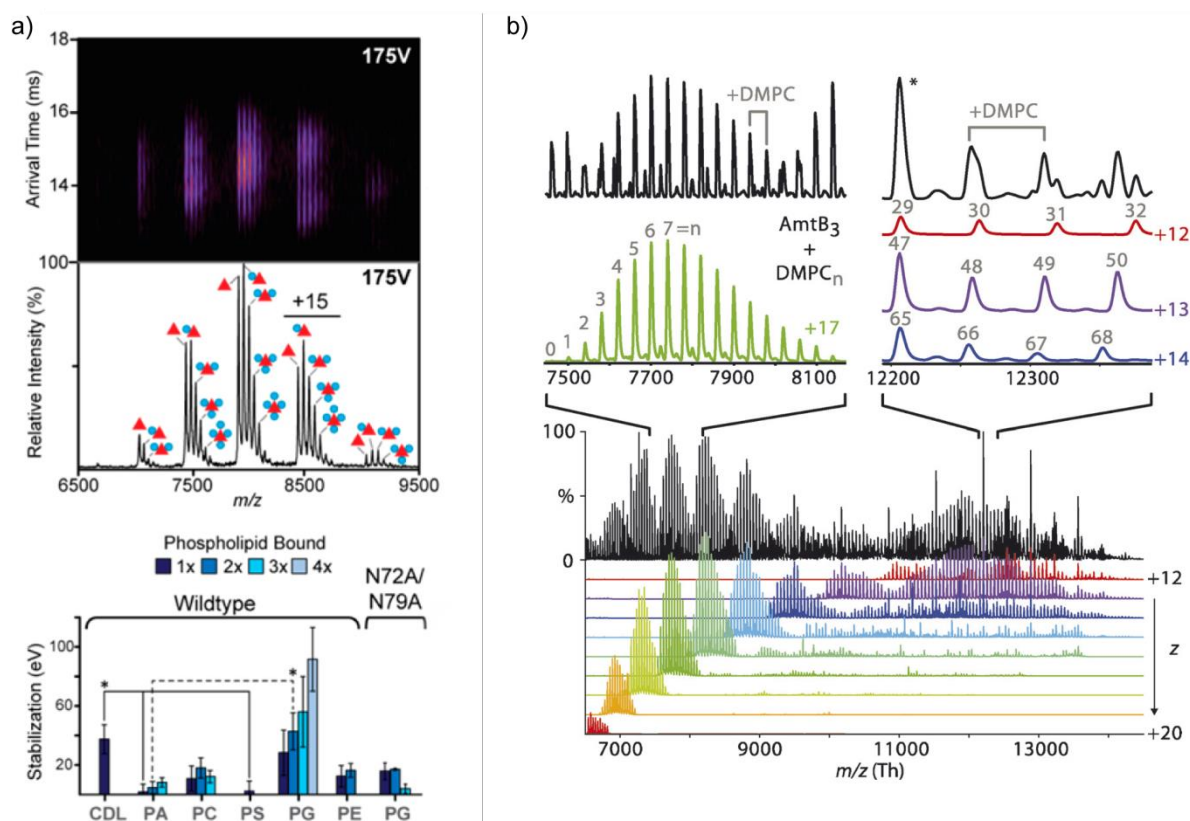 a)
175V
18
16
14
Arrival Time (ms)
175V
100
+15
Relative Intensity (%)
6500 7500 8500 9500
m/z
Phospholipid Bound
1x 2x 3x 4x
Wildtype
N72A/
N79A
100
60
20
Stabilization (eV)
* *
CDL PA PC PS PG PE PG
b)
+DMPC
*
+DMPC
0 1 2 3 4 5 6 7=n
AmtB3
+
DMPCn
+17
7500 7700 7900 8100
29 30 31 32
+12
47 48 49 50
+13
65 66 67 68
+14
12200 12300
100
%
0
+12
z
+20
7000 9000 11000 13000
m/z (Th)